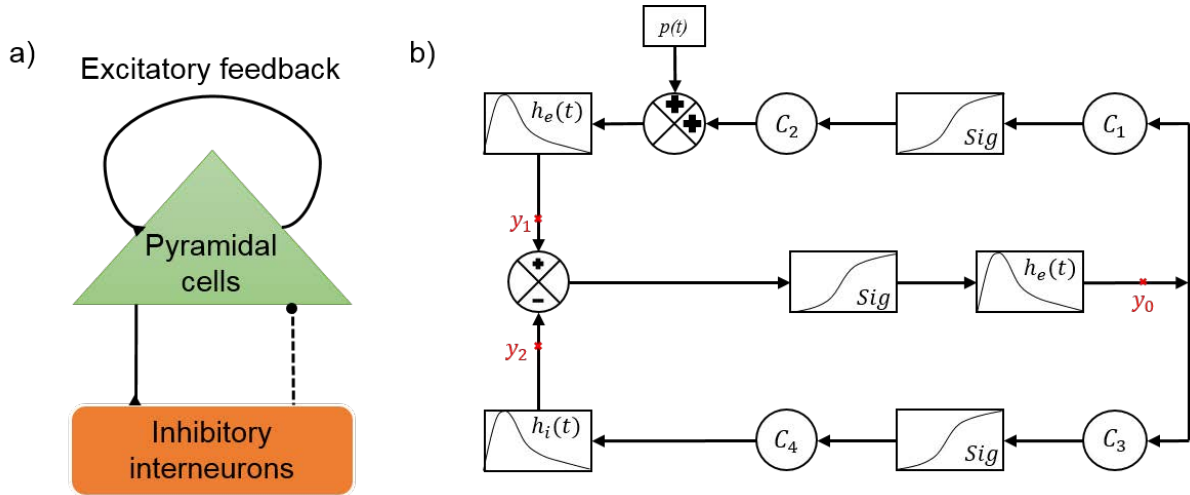 a)
Excitatory feedback
Pyramidal
cells
Inhibitory
interneurons
b)
p(t)
h_e(t)
C_2
Sig
C_1
y_1
+
−
Sig
h_e(t)
y_0
y_2
h_i(t)
C_4
Sig
C_3